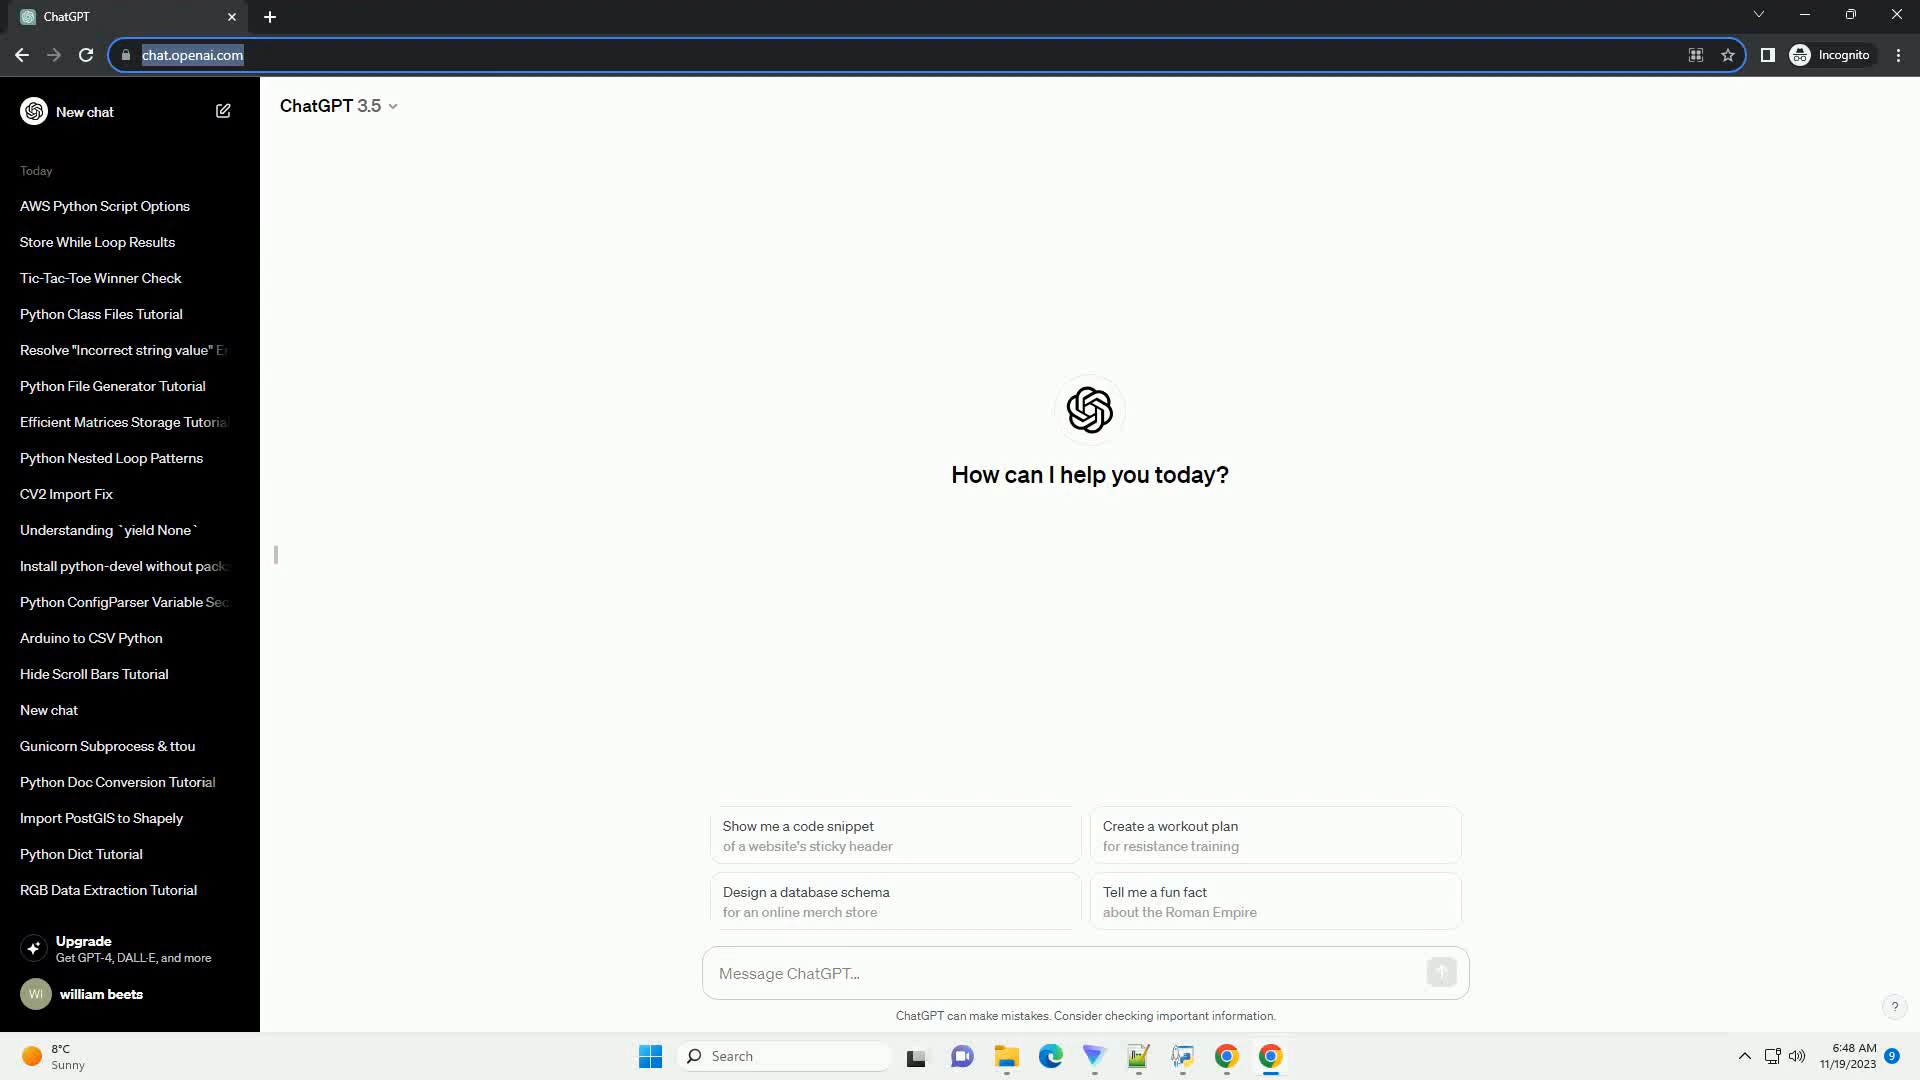 ChatGPT
chat.openai.com
Incognito
New chat
ChatGPT 3.5
Today
AWS Python Script Options
Store While Loop Results
Tic-Tac-Toe Winner Check
Python Class Files Tutorial
Resolve "Incorrect string value" Er
Python File Generator Tutorial
Efficient Matrices Storage Tutorial
Python Nested Loop Patterns
CV2 Import Fix
Understanding `yield None`
Install python-devel without packa
Python ConfigParser Variable Sec
Arduino to CSV Python
Hide Scroll Bars Tutorial
New chat
Gunicorn Subprocess & ttou
Python Doc Conversion Tutorial
Import PostGIS to Shapely
Python Dict Tutorial
RGB Data Extraction Tutorial
Upgrade
Get GPT-4, DALL·E, and more
WI
william beets
How can I help you today?
Show me a code snippet
of a website's sticky header
Create a workout plan
for resistance training
Design a database schema
for an online merch store
Tell me a fun fact
about the Roman Empire
Message ChatGPT...
ChatGPT can make mistakes. Consider checking important information.
?
8°C
Sunny
Search
6:48 AM
11/19/2023
9